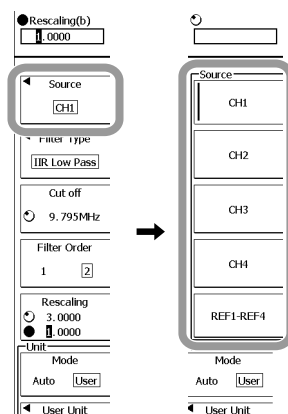 Rescaling(b)
1.0000
Source
CH1
Filter Type
IIR Low Pass
Cut off
9.795MHz
Filter Order
1 2
Rescaling
3.0000
1.0000
Unit
Mode
Auto User
User Unit
Source
CH1
CH2
CH3
CH4
REF1-REF4
Mode
Auto User
User Unit